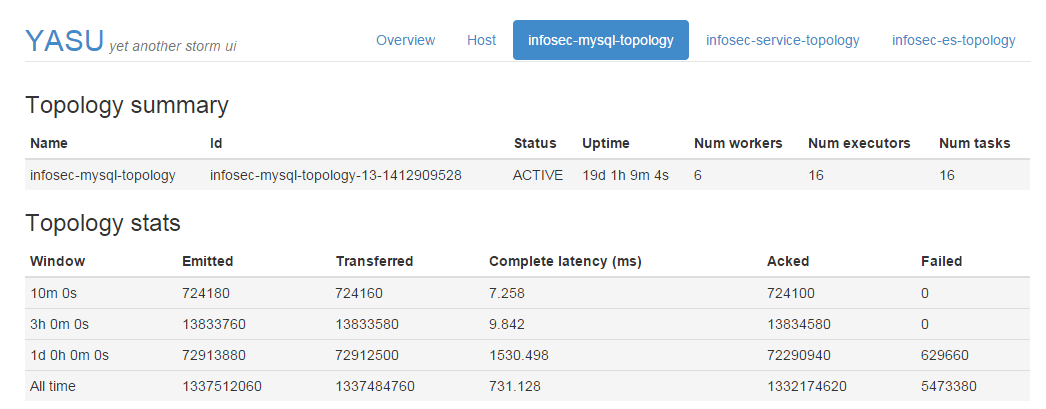 YASU yet another storm ui Overview Host infosec-mysql-topology infosec-service-topology infosec-es-topology
Topology summary
Name Id Status Uptime Num workers Num executors Num tasks
infosec-mysql-topology infosec-mysql-topology-13-1412909528 ACTIVE 19d 1h 9m 4s 6 16 16
Topology stats
Window Emitted Transferred Complete latency (ms) Acked Failed
10m 0s 724180 724160 7.258 724100 0
3h 0m 0s 13833760 13833580 9.842 13834580 0
1d 0h 0m 0s 72913880 72912500 1530.498 72290940 629660
All time 1337512060 1337484760 731.128 1332174620 5473380